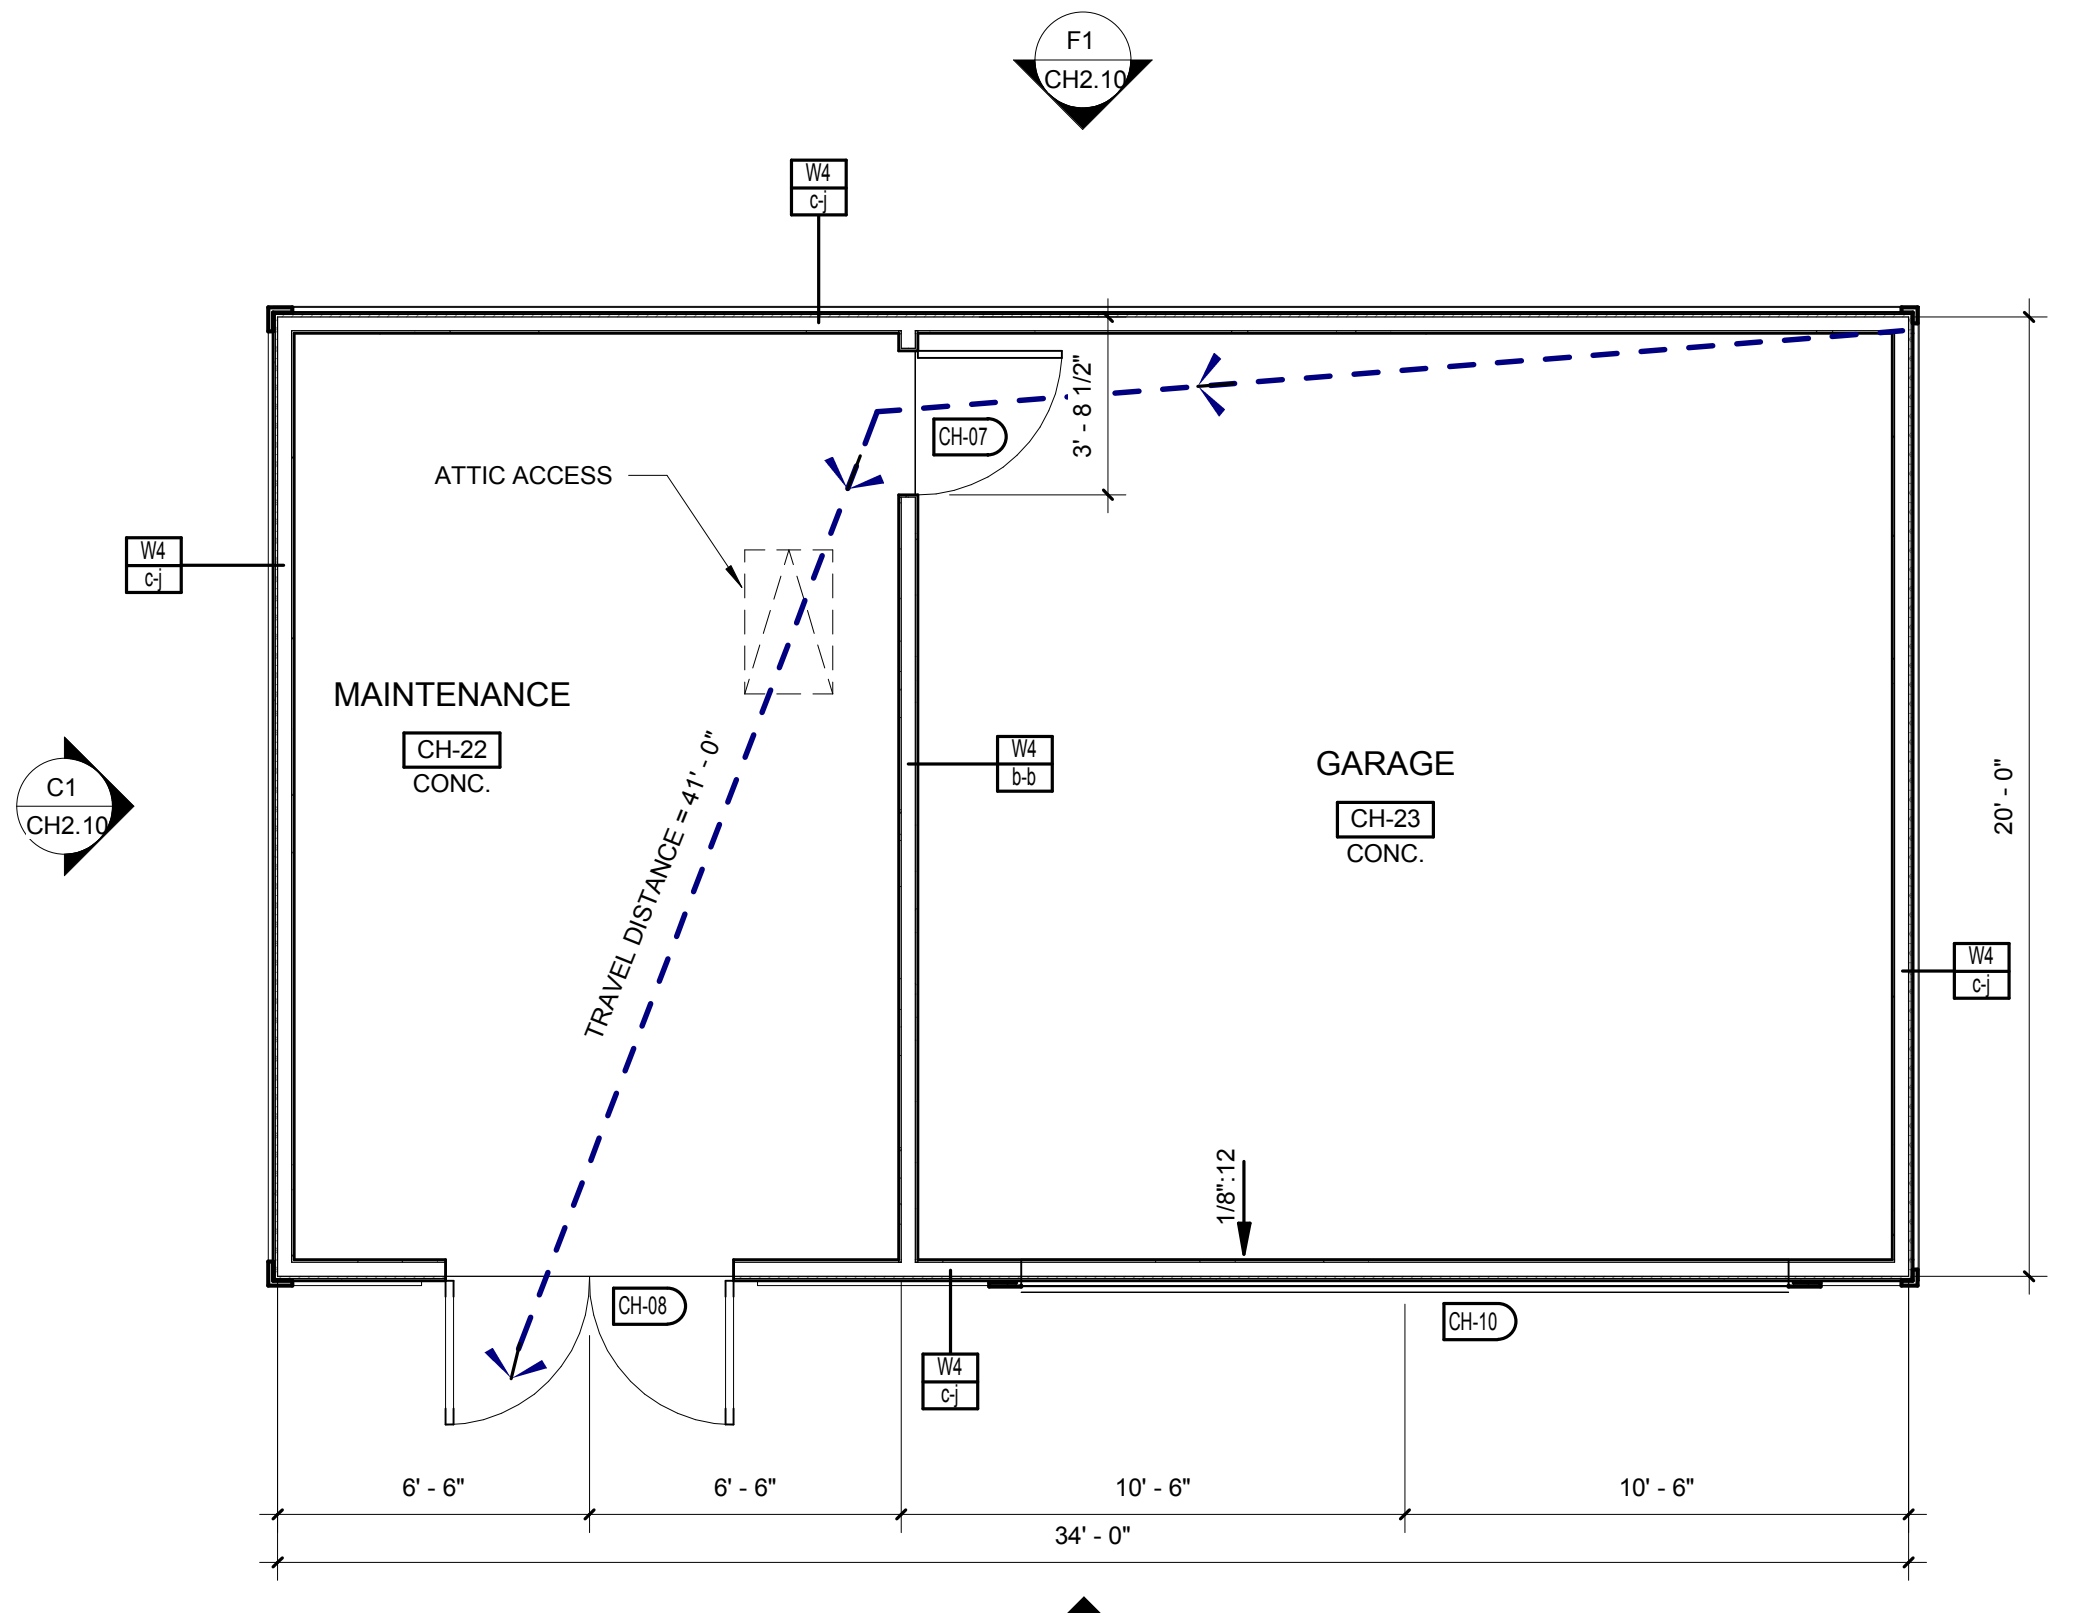 F1
CH2.10
W4
c-j
3' - 8 1/2"
CH-07
ATTIC ACCESS
W4
c-j
MAINTENANCE
CH-22
CONC.
TRAVEL DISTANCE = 41' - 0"
W4
b-b
GARAGE
CH-23
CONC.
20' - 0"
C1
CH2.10
W4
c-j
1/8":12
CH-08
CH-10
W4
c-j
6' - 6"
6' - 6"
10' - 6"
10' - 6"
34' - 0"